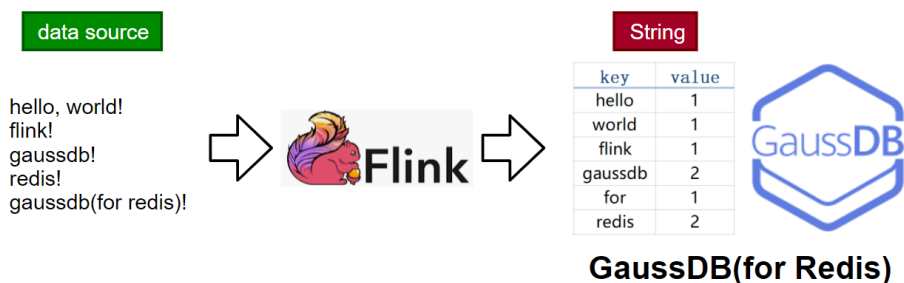 data source
hello, world!
flink!
gaussdb!
redis!
gaussdb(for redis)!
Flink
String
key value
hello 1
world 1
flink 1
gaussdb 2
for 1
redis 2
GaussDB
GaussDB(for Redis)